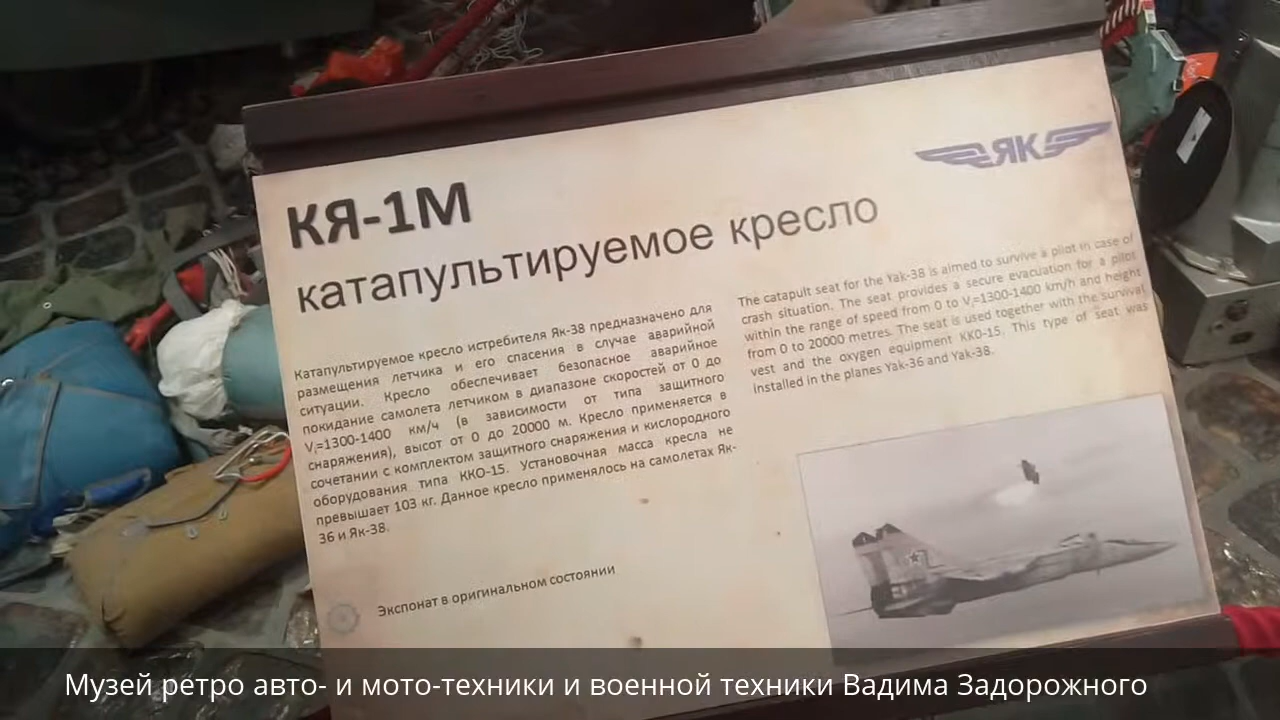 ЯК
КЯ-1М
катапультируемое кресло
Катапультируемое кресло истребителя Як-38 предназначено для
размещения летчика и его спасения в случае аварийной
ситуации. Кресло обеспечивает безопасное аварийное
покидание самолета летчиком в диапазоне скоростей от 0 до
Vi=1300-1400 км/ч (в зависимости от типа защитного
снаряжения), высот от 0 до 20000 м. Кресло применяется в
сочетании с комплектом защитного снаряжения и кислородного
оборудования типа ККО-15. Установочная масса кресла не
превышает 103 кг. Данное кресло применялось на самолетах Як-
36 и Як-38.
The catapult seat for the Yak-38 is aimed to survive a pilot in case of
crash situation. The seat provides a secure evacuation for a pilot
within the range of speed from 0 to Vi=1300-1400 km/h and height
from 0 to 20000 metres. The seat is used together with the survival
vest and the oxygen equipment KKO-15. This type of seat was
installed in the planes Yak-36 and Yak-38.
Экспонат в оригинальном состоянии
Музей ретро авто- и мото-техники и военной техники Вадима Задорожного